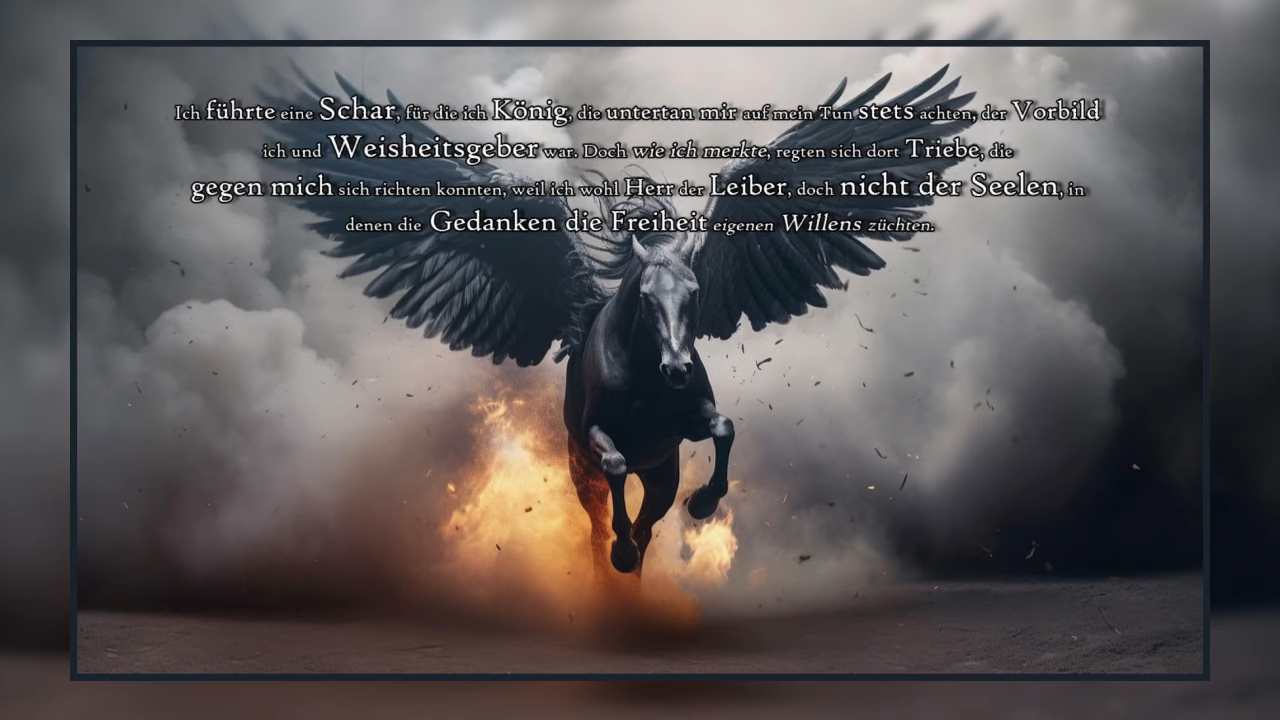 Ich führte eine Schar, für die ich König, die untertan mir auf mein Tun stets achten, der Vorbild
ich und Weisheitsgeber war. Doch wie ich merkte, regten sich dort Triebe, die
gegen mich sich richten konnten, weil ich wohl Herr der Leiber, doch nicht der Seelen, in
denen die Gedanken die Freiheit eigenen Willens züchten.